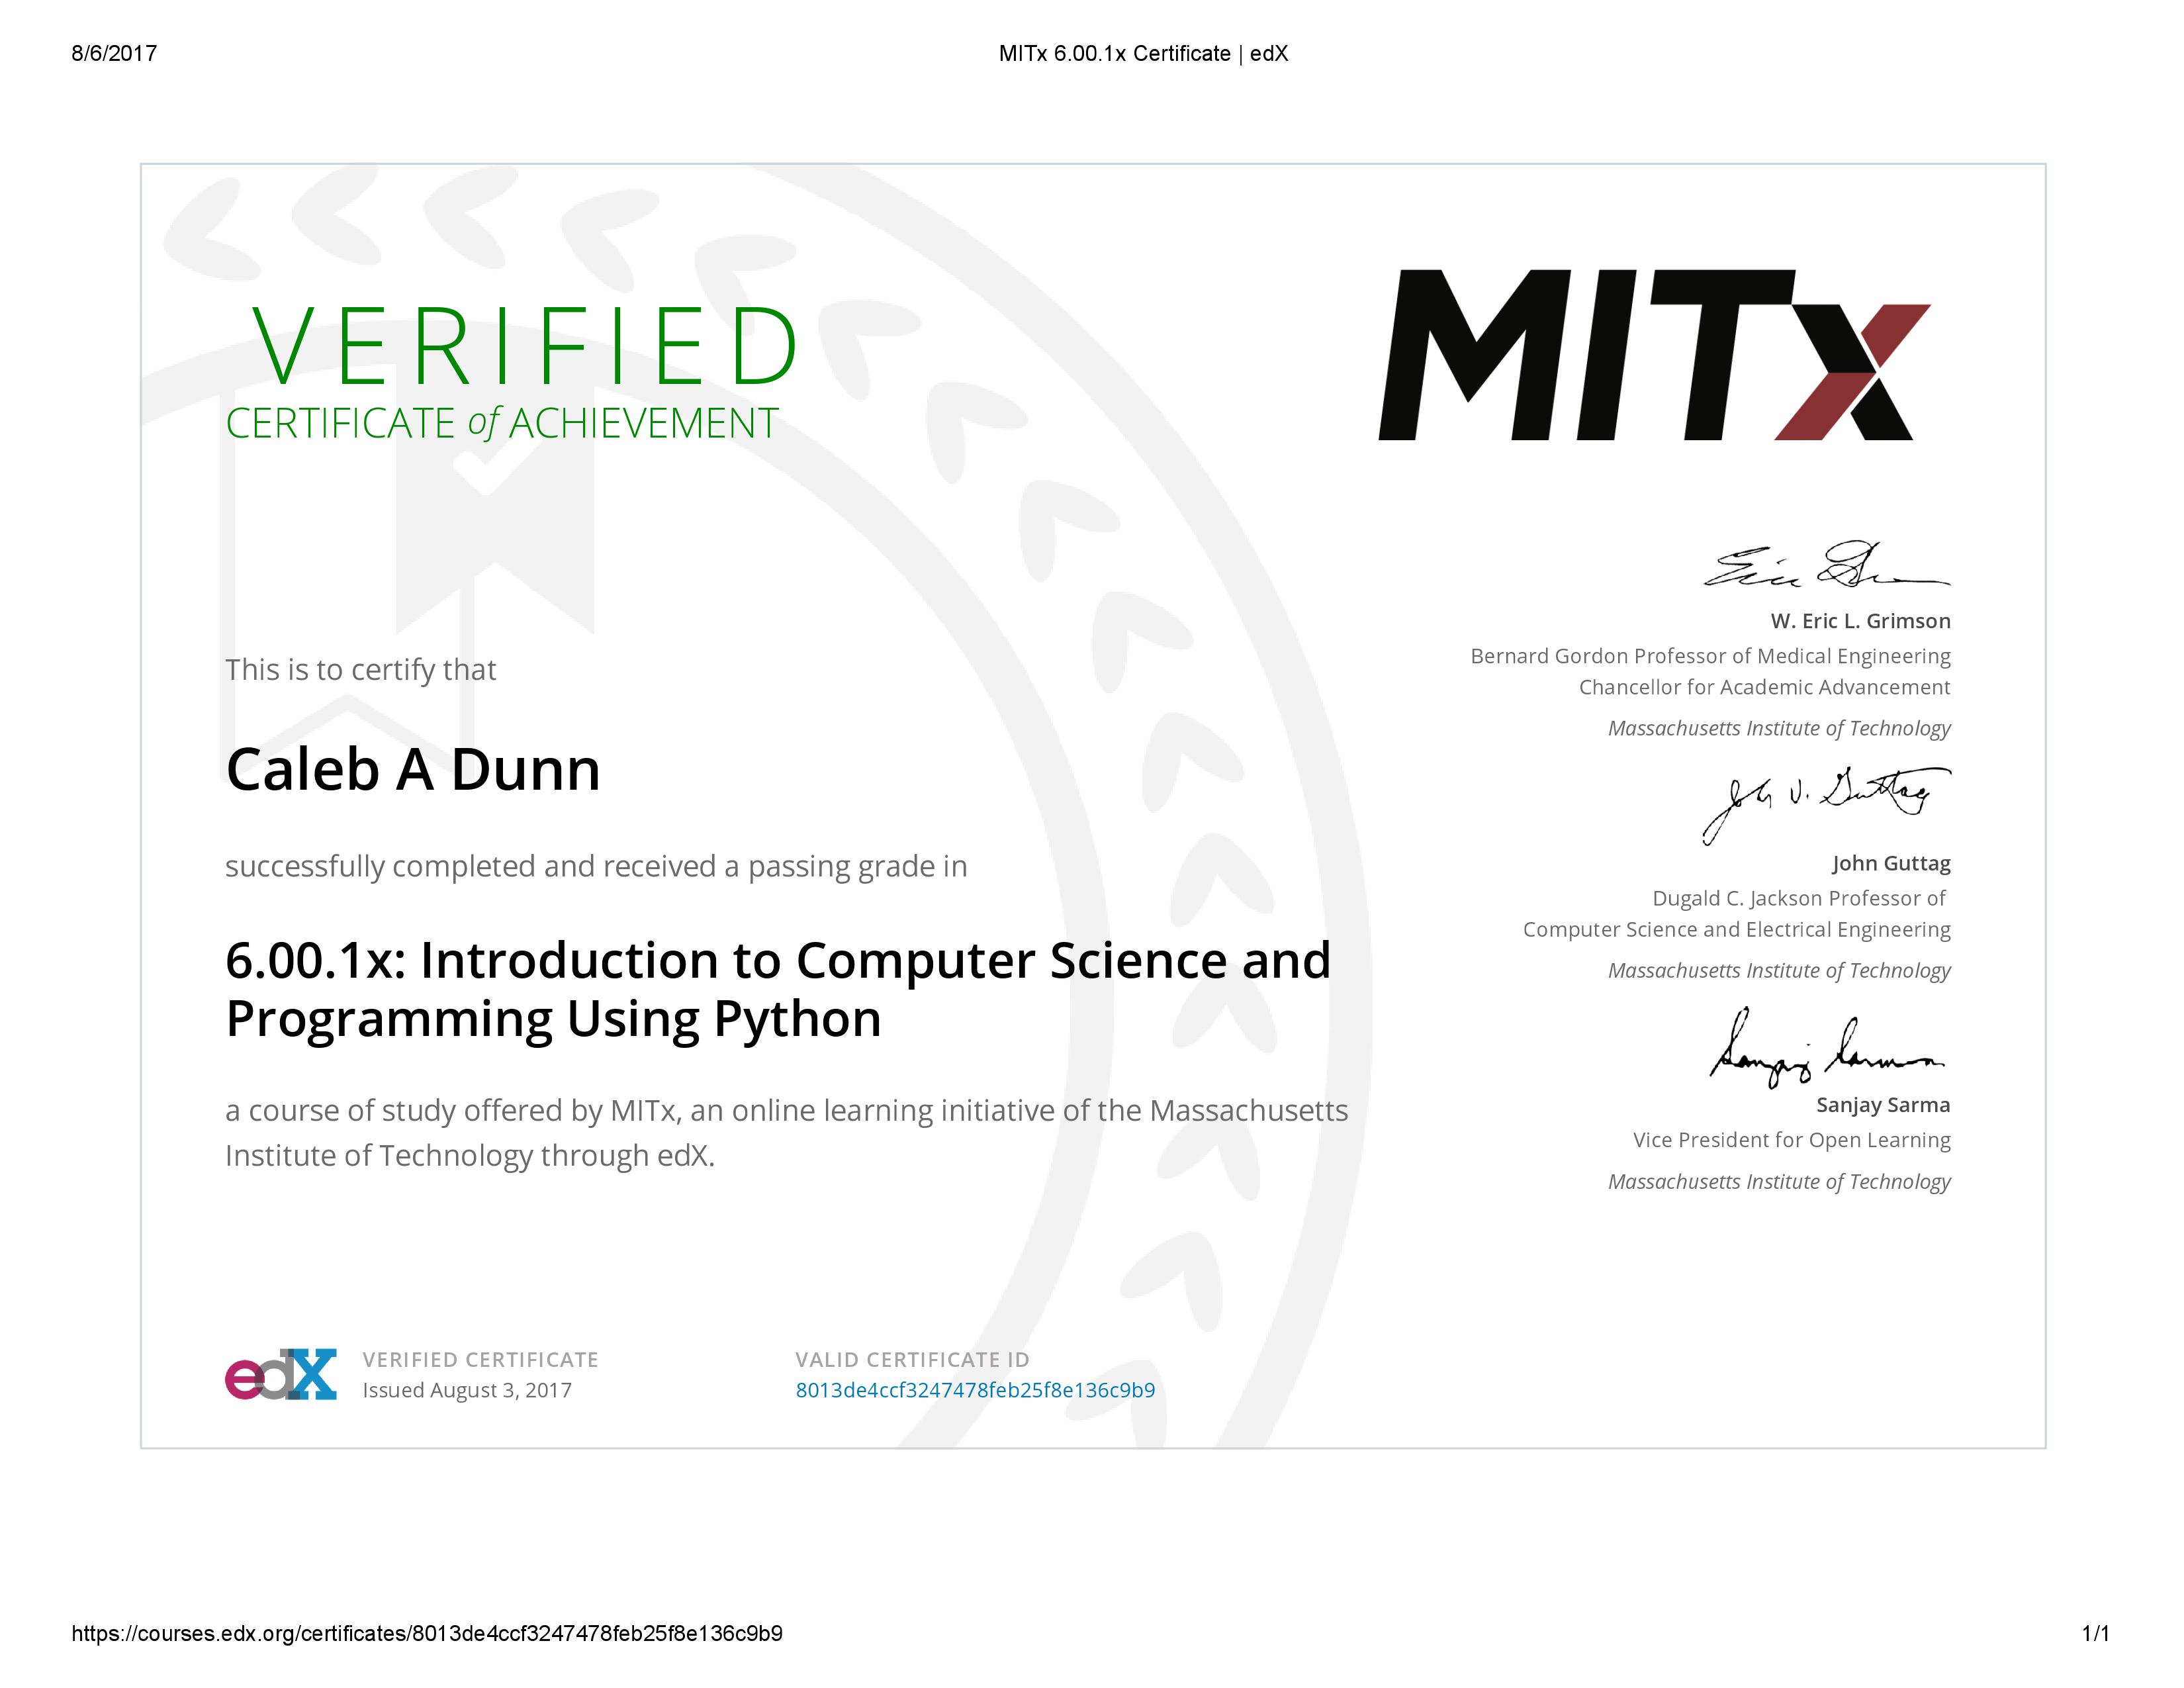 8/6/2017
MITx 6.00.1x Certificate | edX
VERIFIED
CERTIFICATE of ACHIEVEMENT
MITx
This is to certify that
Caleb A Dunn
successfully completed and received a passing grade in
6.00.1x: Introduction to Computer Science and
Programming Using Python
a course of study offered by MITx, an online learning initiative of the Massachusetts
Institute of Technology through edX.
W. Eric L. Grimson
Bernard Gordon Professor of Medical Engineering
Chancellor for Academic Advancement
Massachusetts Institute of Technology
John V. Guttag
John Guttag
Dugald C. Jackson Professor of
Computer Science and Electrical Engineering
Massachusetts Institute of Technology
Sanjay Sarma
Sanjay Sarma
Vice President for Open Learning
Massachusetts Institute of Technology
edX
VERIFIED CERTIFICATE
Issued August 3, 2017
VALID CERTIFICATE ID
8013de4ccf3247478feb25f8e136c9b9
https://courses.edx.org/certificates/8013de4ccf3247478feb25f8e136c9b9
1/1